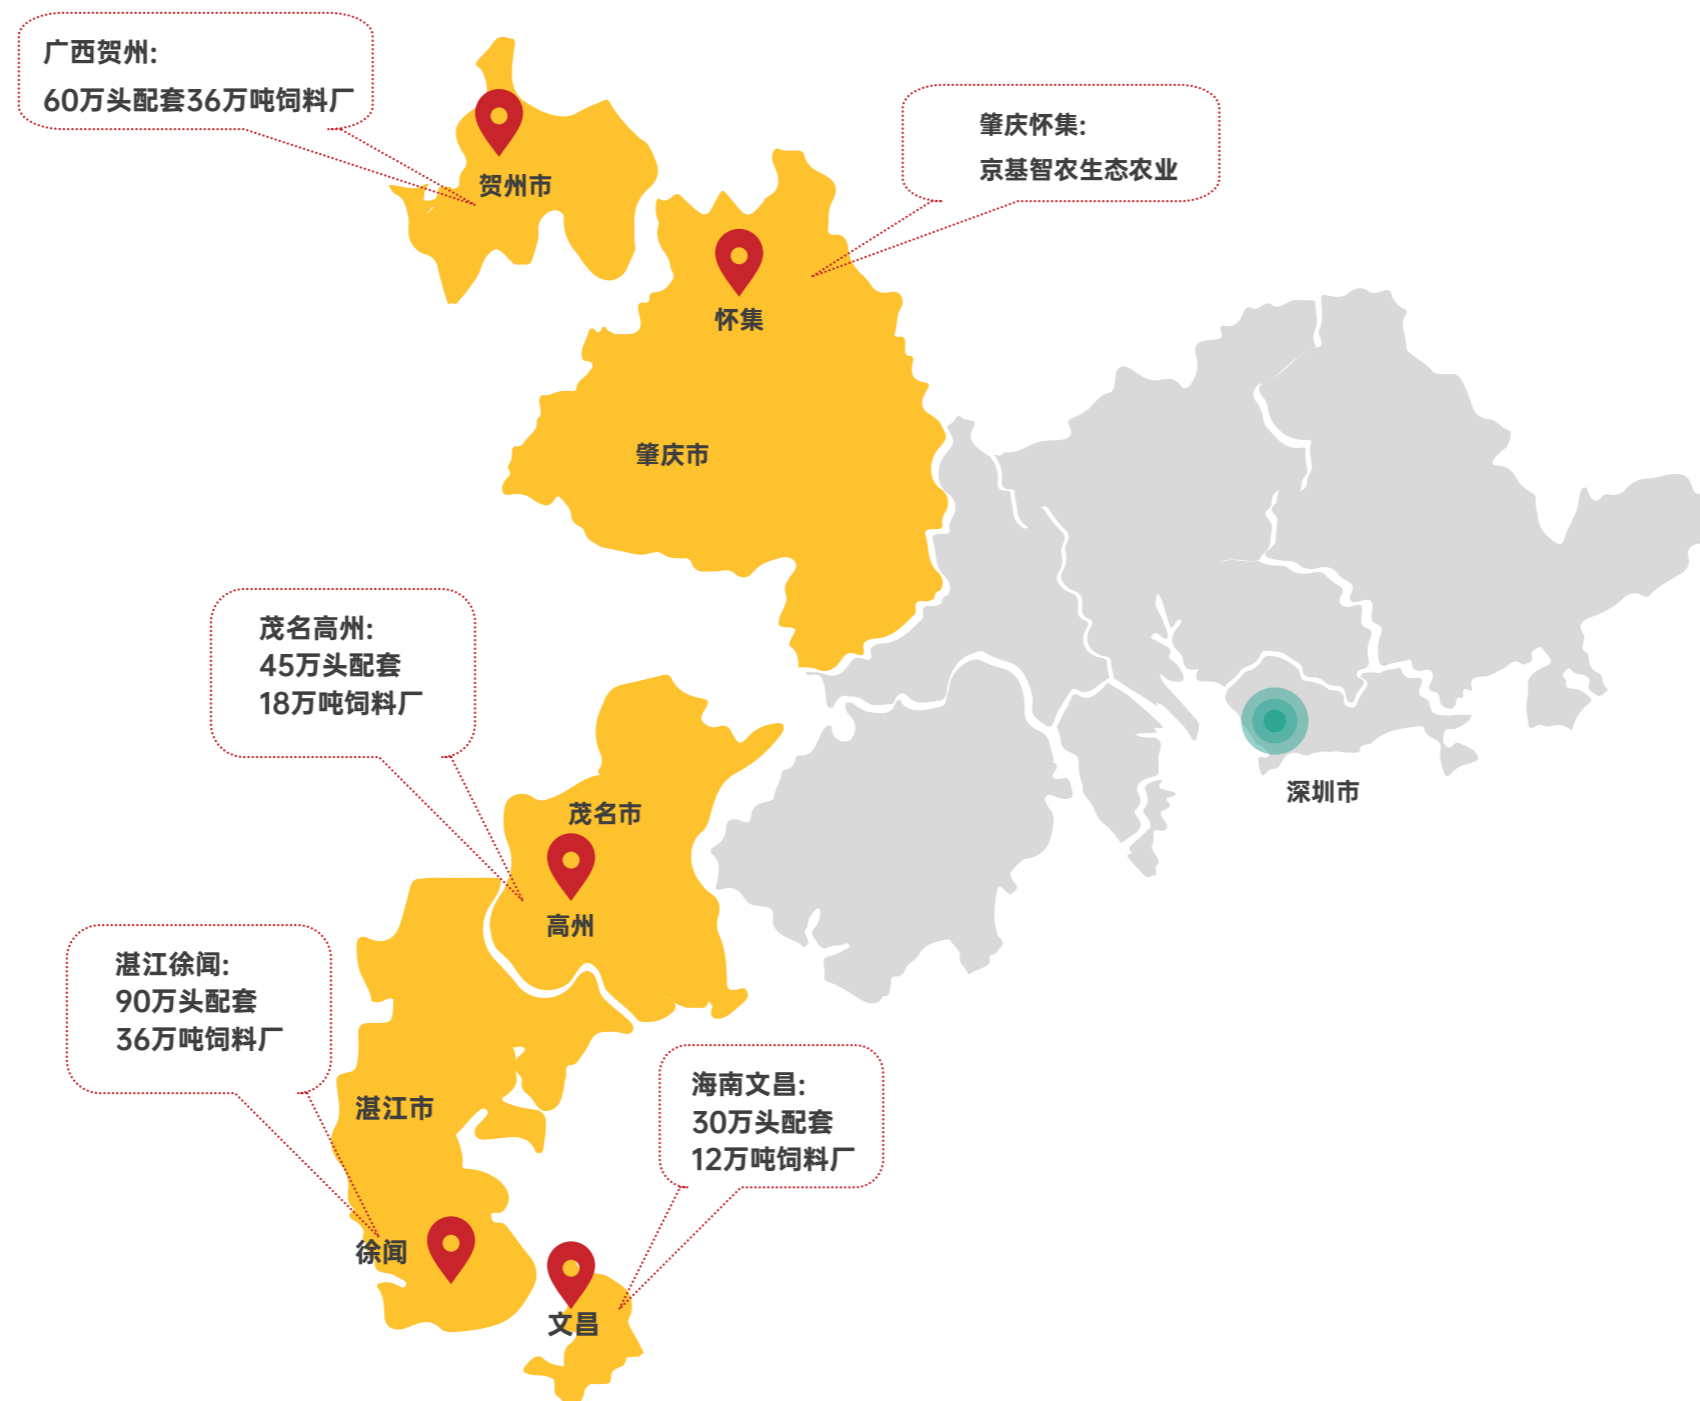 广西贺州:
60万头配套36万吨饲料厂
贺州市
肇庆怀集:
京基智农生态农业
怀集
肇庆市
茂名高州:
45万头配套
18万吨饲料厂
深圳市
茂名市
高州
湛江徐闻:
90万头配套
36万吨饲料厂
湛江市
海南文昌:
30万头配套
12万吨饲料厂
徐闻
文昌